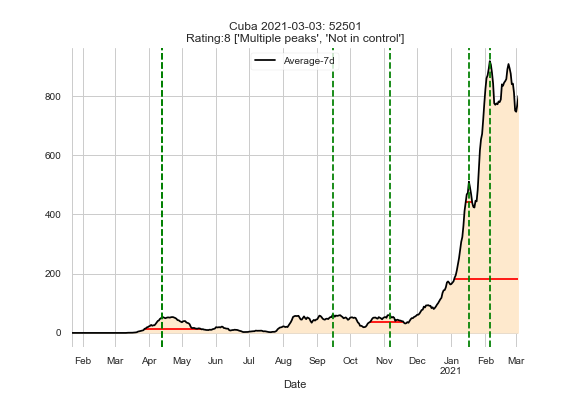 Cuba 2021-03-03: 52501
Rating:8 ['Multiple peaks', 'Not in control']
Average-7d
800
600
400
200
0
Feb Mar Apr May Jun Jul Aug Sep Oct Nov Dec Jan Feb Mar
2021
Date